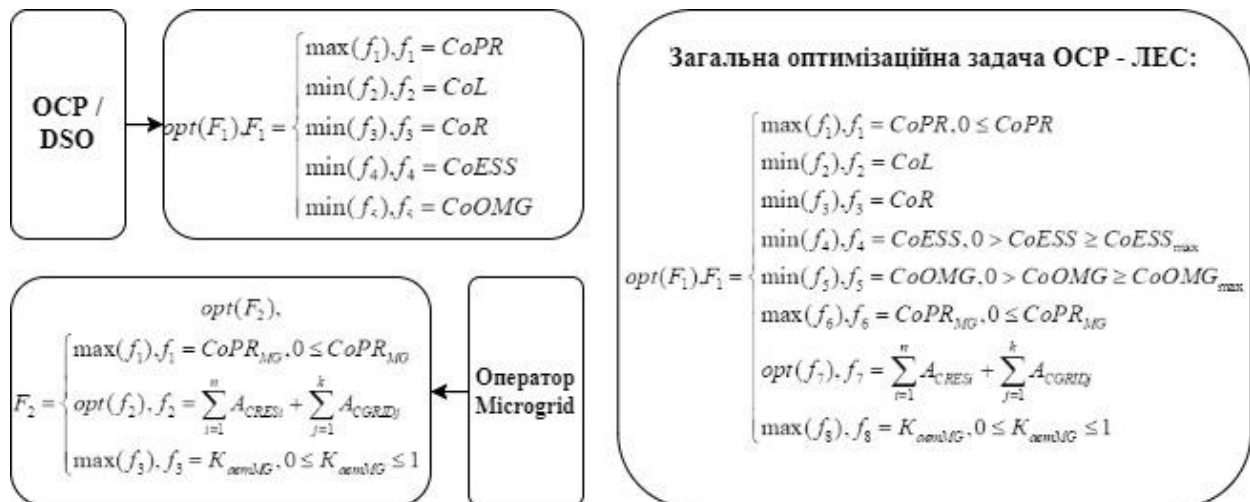 ОСР /
DSO
opt(F₁),F₁ =
max(f₁),f₁ = CoPR
min(f₂),f₂ = CoL
min(f₃),f₃ = CoR
min(f₄),f₄ = CoESS
min(f₅),f₅ = CoOMG
opt(F₂),
F₂ =
max(f₁),f₁ = CoPR_MG, 0 ≤ CoPR_MG
opt(f₂), f₂ = ∑_{i=1}^{n} A_CRESi + ∑_{j=1}^{k} A_CGRIDj
max(f₃), f₃ = K_автMG, 0 ≤ K_автMG ≤ 1
Оператор
Microgrid
Загальна оптимізаційна задача ОСР - ЛЕС:
opt(F₁),F₁ =
max(f₁),f₁ = CoPR, 0 ≤ CoPR
min(f₂),f₂ = CoL
min(f₃),f₃ = CoR
min(f₄),f₄ = CoESS, 0 > CoESS ≥ CoESS_max
min(f₅),f₅ = CoOMG, 0 > CoOMG ≥ CoOMG_max
max(f₆),f₆ = CoPR_MG, 0 ≤ CoPR_MG
opt(f₇), f₇ = ∑_{i=1}^{n} A_CRESi + ∑_{j=1}^{k} A_CGRIDj
max(f₈), f₈ = K_автMG, 0 ≤ K_автMG ≤ 1